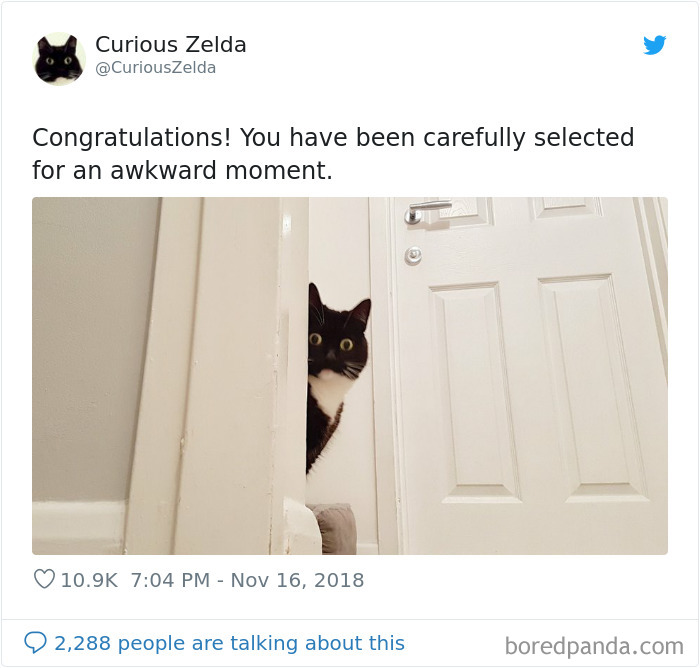 Curious Zelda
@CuriousZelda
Congratulations! You have been carefully selected
for an awkward moment.
10.9K 7:04 PM - Nov 16, 2018
2,288 people are talking about this
boredpanda.com